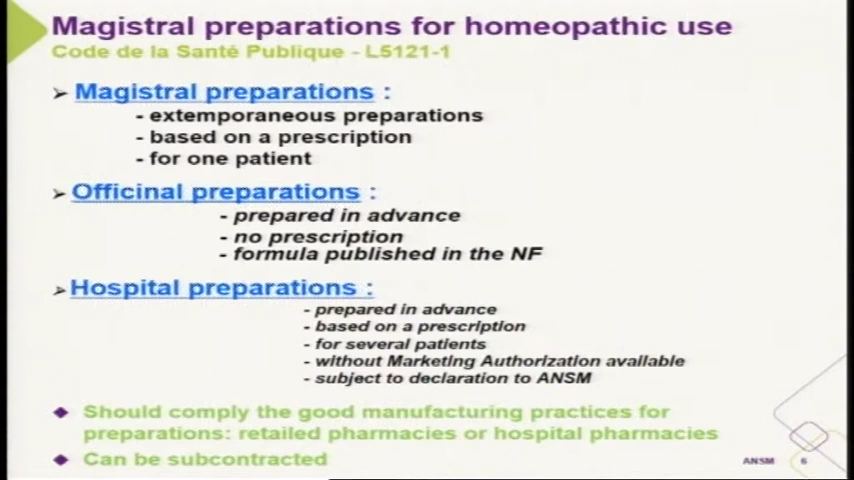 Magistral preparations for homeopathic use
Code de la Santé Publique - L5121-1
➢ Magistral preparations :
- extemporaneous preparations
- based on a prescription
- for one patient
➢ Officinal preparations :
- prepared in advance
- no prescription
- formula published in the NF
➢ Hospital preparations :
- prepared in advance
- based on a prescription
- for several patients
- without Marketing Authorization available
- subject to declaration to ANSM
◆ Should comply the good manufacturing practices for
preparations: retailed pharmacies or hospital pharmacies
◆ Can be subcontracted
ANSM 6